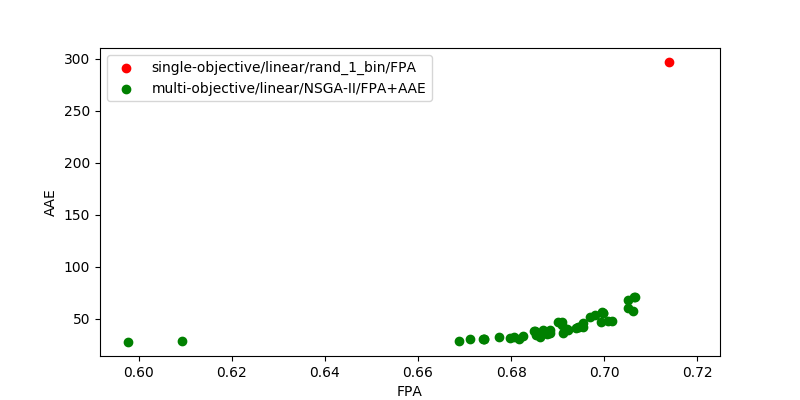 single-objective/linear/rand_1_bin/FPA
multi-objective/linear/NSGA-II/FPA+AAE
300
250
200
150
100
50
AAE
0.60 0.62 0.64 0.66 0.68 0.70 0.72
FPA